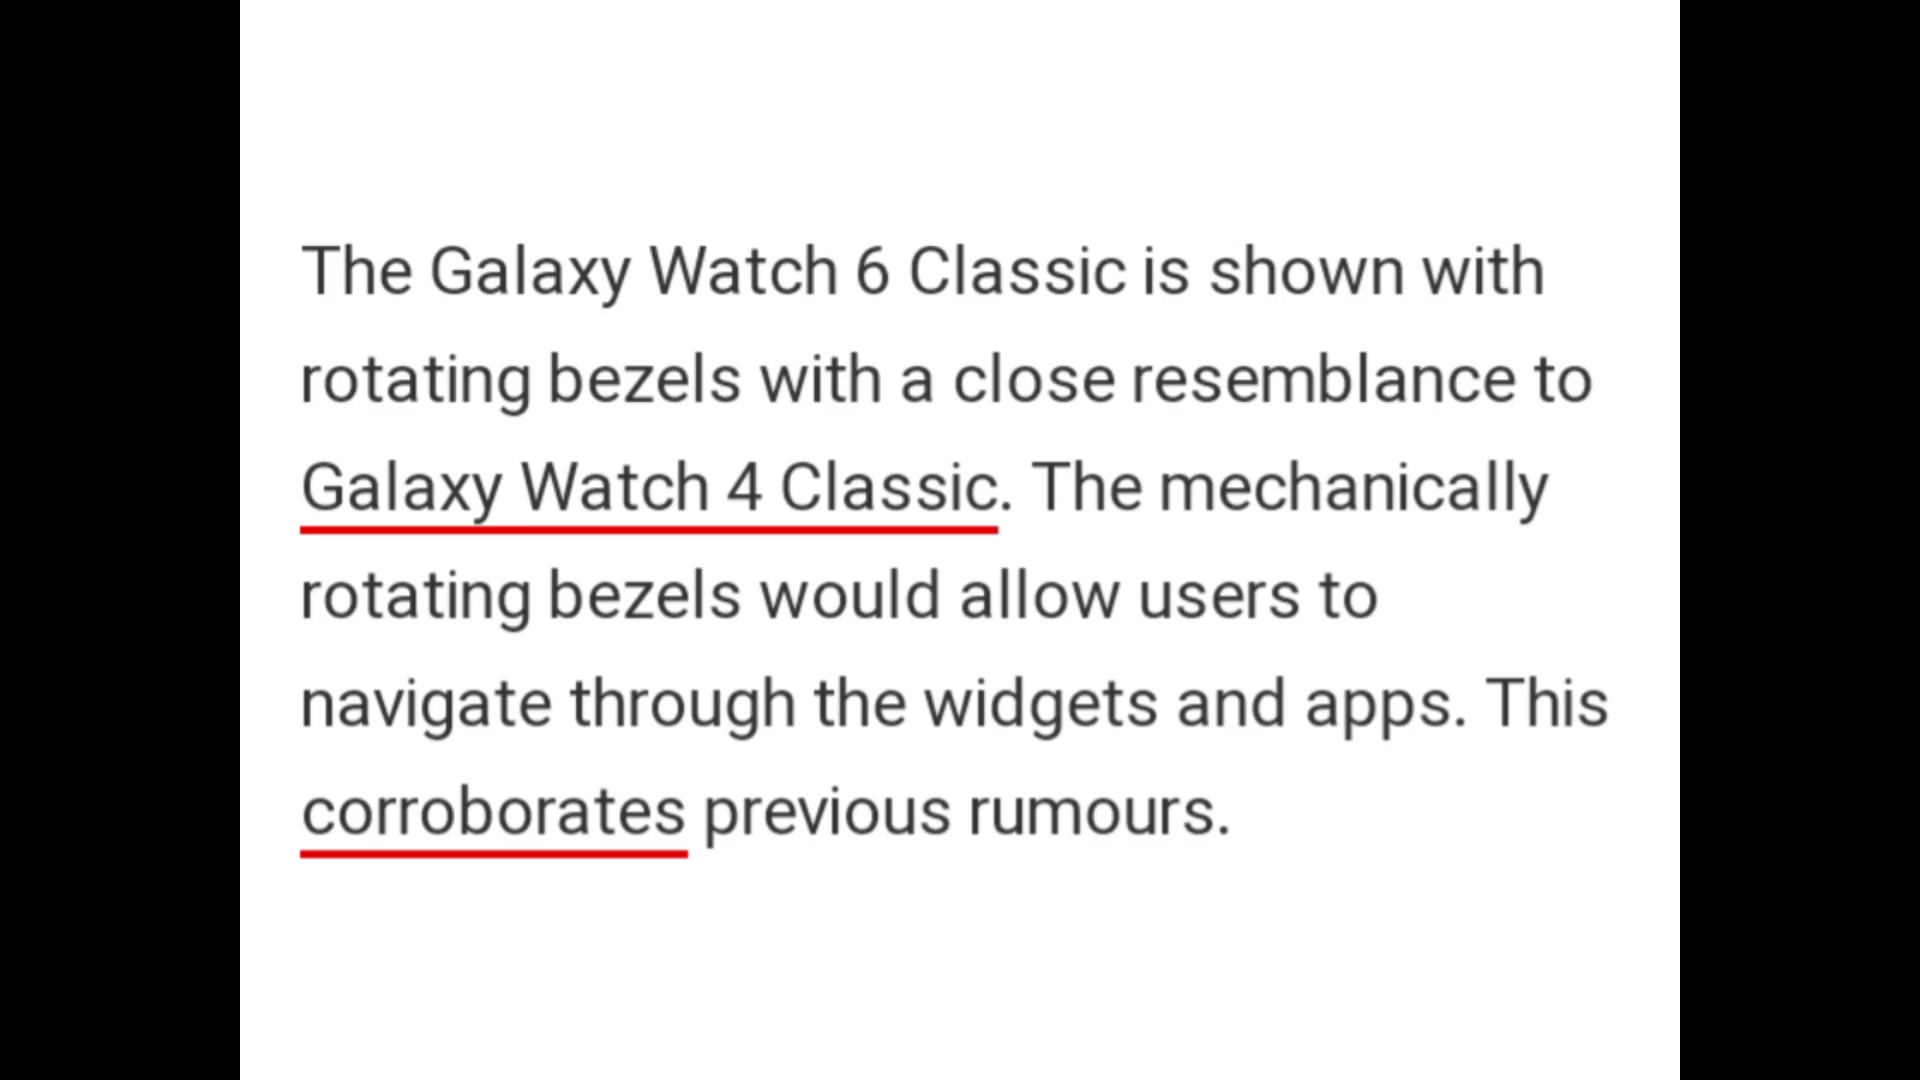 The Galaxy Watch 6 Classic is shown with
rotating bezels with a close resemblance to
Galaxy Watch 4 Classic. The mechanically
rotating bezels would allow users to
navigate through the widgets and apps. This
corroborates previous rumours.